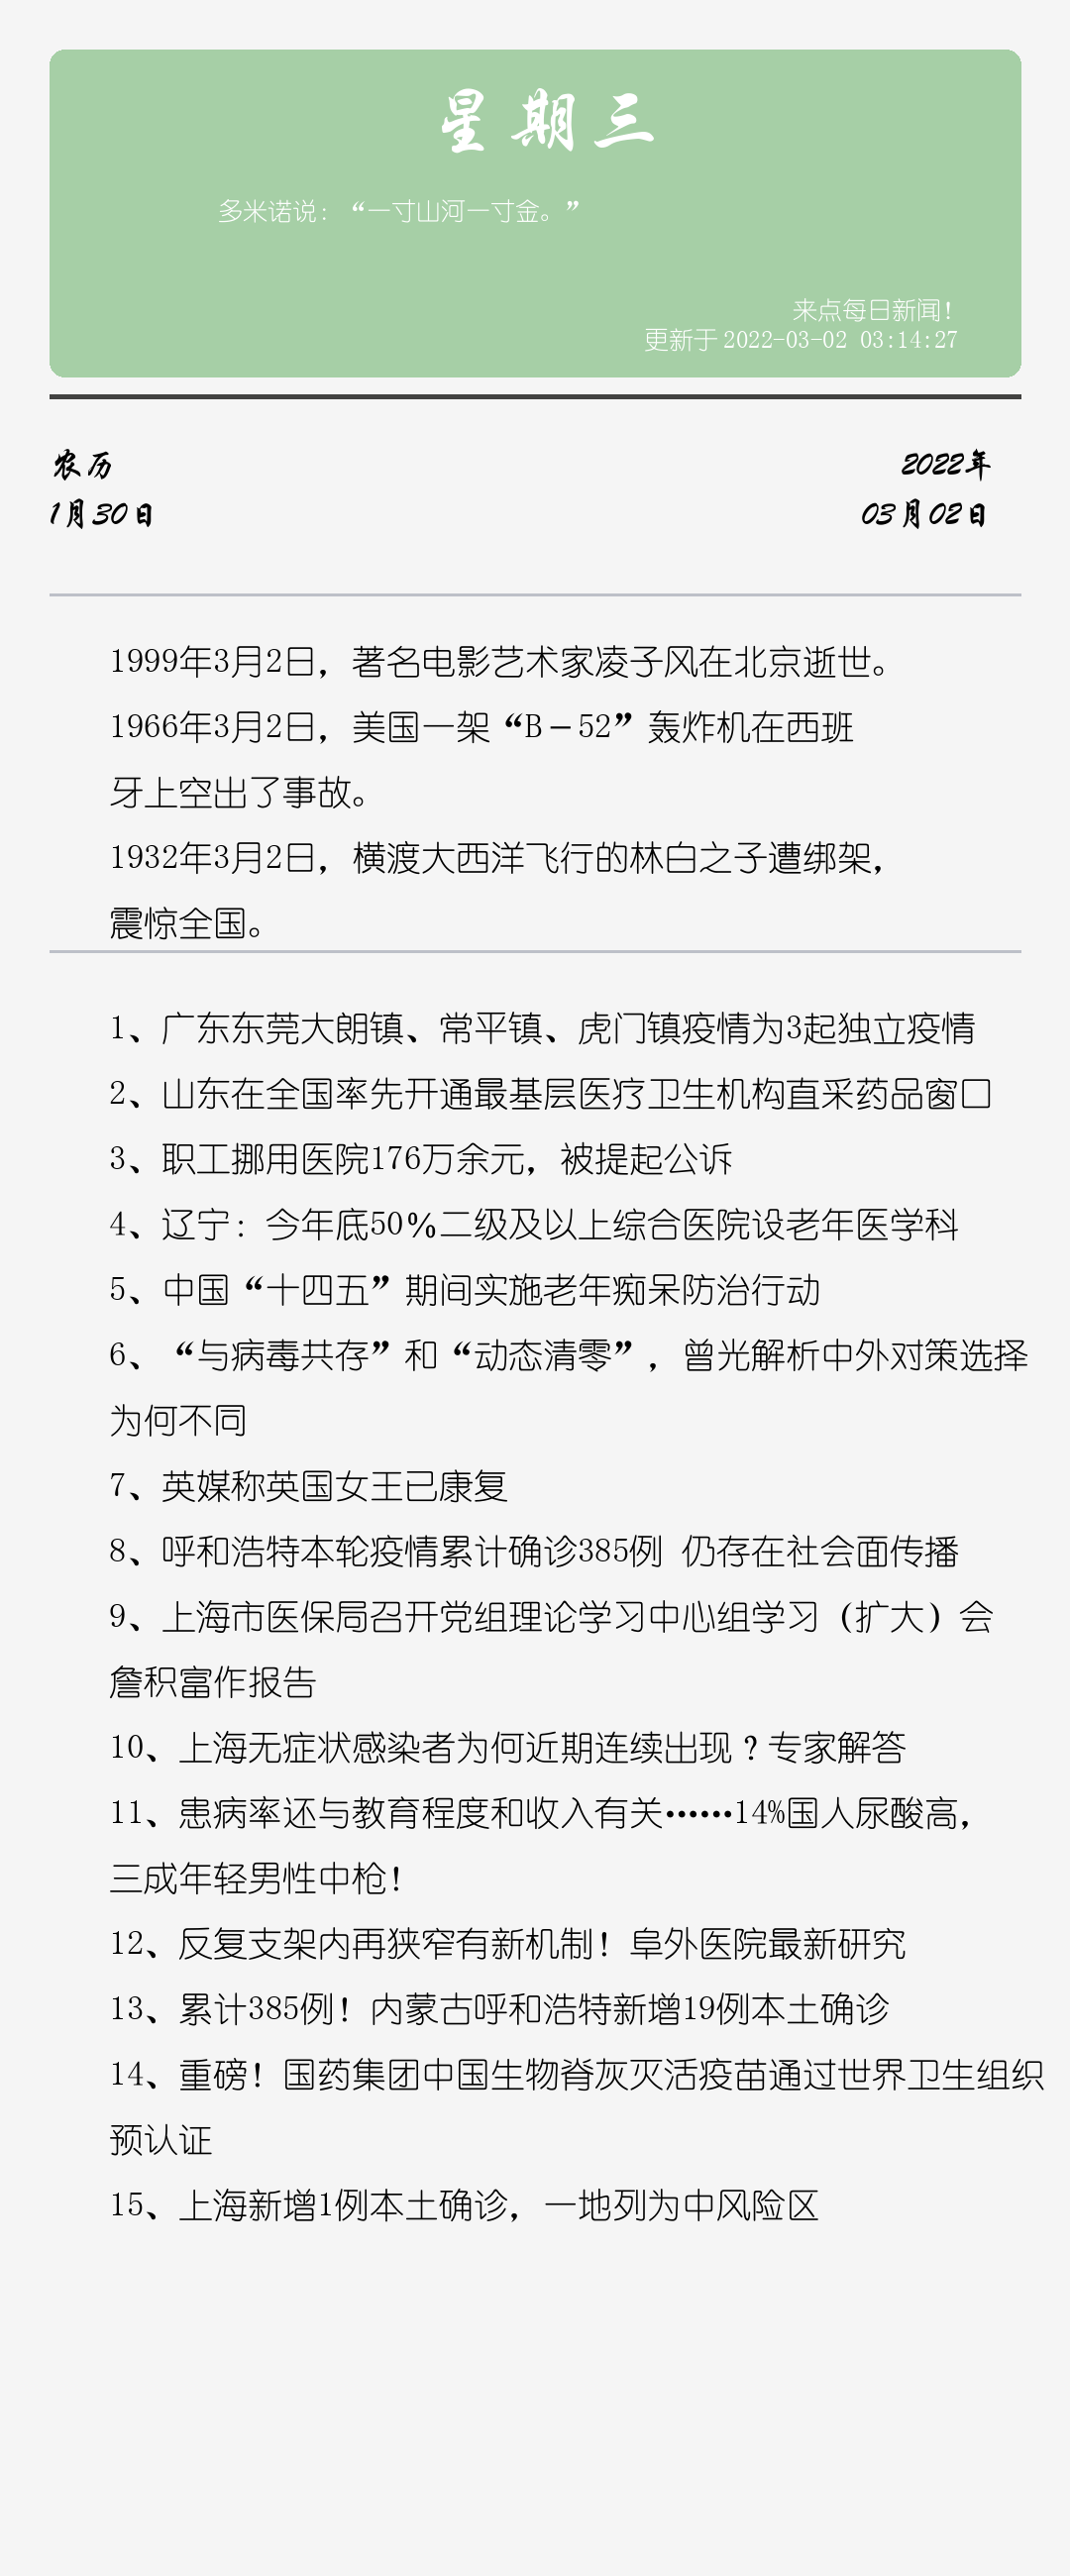 星期三
多米诺说：“一寸山河一寸金。”
来点每日新闻！
更新于 2022-03-02 03:14:27
农历
2022年
1月30日
03月02日
1999年3月2日，著名电影艺术家凌子风在北京逝世。
1966年3月2日，美国一架“B－52”轰炸机在西班
牙上空出了事故。
1932年3月2日，横渡大西洋飞行的林白之子遭绑架，
震惊全国。
1、广东东莞大朗镇、常平镇、虎门镇疫情为3起独立疫情
2、山东在全国率先开通最基层医疗卫生机构直采药品窗口
3、职工挪用医院176万余元，被提起公诉
4、辽宁：今年底50％二级及以上综合医院设老年医学科
5、中国“十四五”期间实施老年痴呆防治行动
6、“与病毒共存”和“动态清零”，曾光解析中外对策选择
为何不同
7、英媒称英国女王已康复
8、呼和浩特本轮疫情累计确诊385例 仍存在社会面传播
9、上海市医保局召开党组理论学习中心组学习（扩大）会
詹积富作报告
10、上海无症状感染者为何近期连续出现？专家解答
11、患病率还与教育程度和收入有关……14%国人尿酸高，
三成年轻男性中枪！
12、反复支架内再狭窄有新机制！阜外医院最新研究
13、累计385例！内蒙古呼和浩特新增19例本土确诊
14、重磅！国药集团中国生物脊灰灭活疫苗通过世界卫生组织
预认证
15、上海新增1例本土确诊，一地列为中风险区